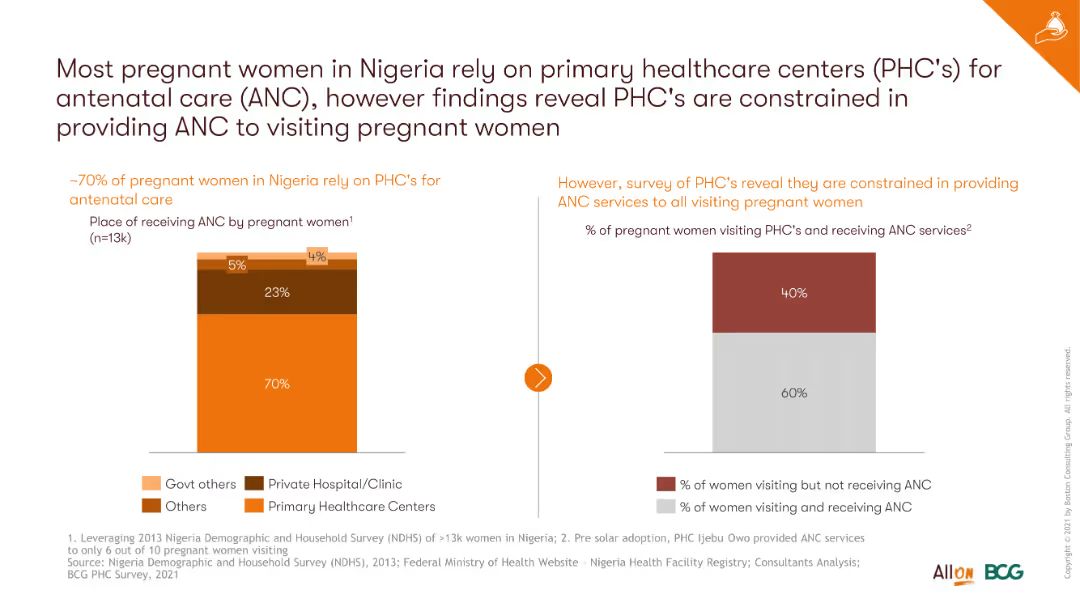 Most pregnant women in Nigeria rely on primary healthcare centers (PHC's) for
antenatal care (ANC), however findings reveal PHC's are constrained in
providing ANC to visiting pregnant women
~70% of pregnant women in Nigeria rely on PHC's for
antenatal care
Place of receiving ANC by pregnant women¹
(n=13k)
4%
5%
23%
70%
Govt others
Private Hospital/Clinic
Others
Primary Healthcare Centers
However, survey of PHC's reveal they are constrained in providing
ANC services to all visiting pregnant women
% of pregnant women visiting PHC's and receiving ANC services²
40%
60%
% of women visiting but not receiving ANC
% of women visiting and receiving ANC
1. Leveraging 2013 Nigeria Demographic and Household Survey (NDHS) of >13k women in Nigeria; 2. Pre solar adoption, PHC Ijebu Owo provided ANC services
to only 6 out of 10 pregnant women visiting
Source: Nigeria Demographic and Household Survey (NDHS), 2013; Federal Ministry of Health Website – Nigeria Health Facility Registry; Consultants Analysis;
BCG PHC Survey, 2021
All ON
BCG
Copyright © 2021 by Boston Consulting Group. All rights reserved.